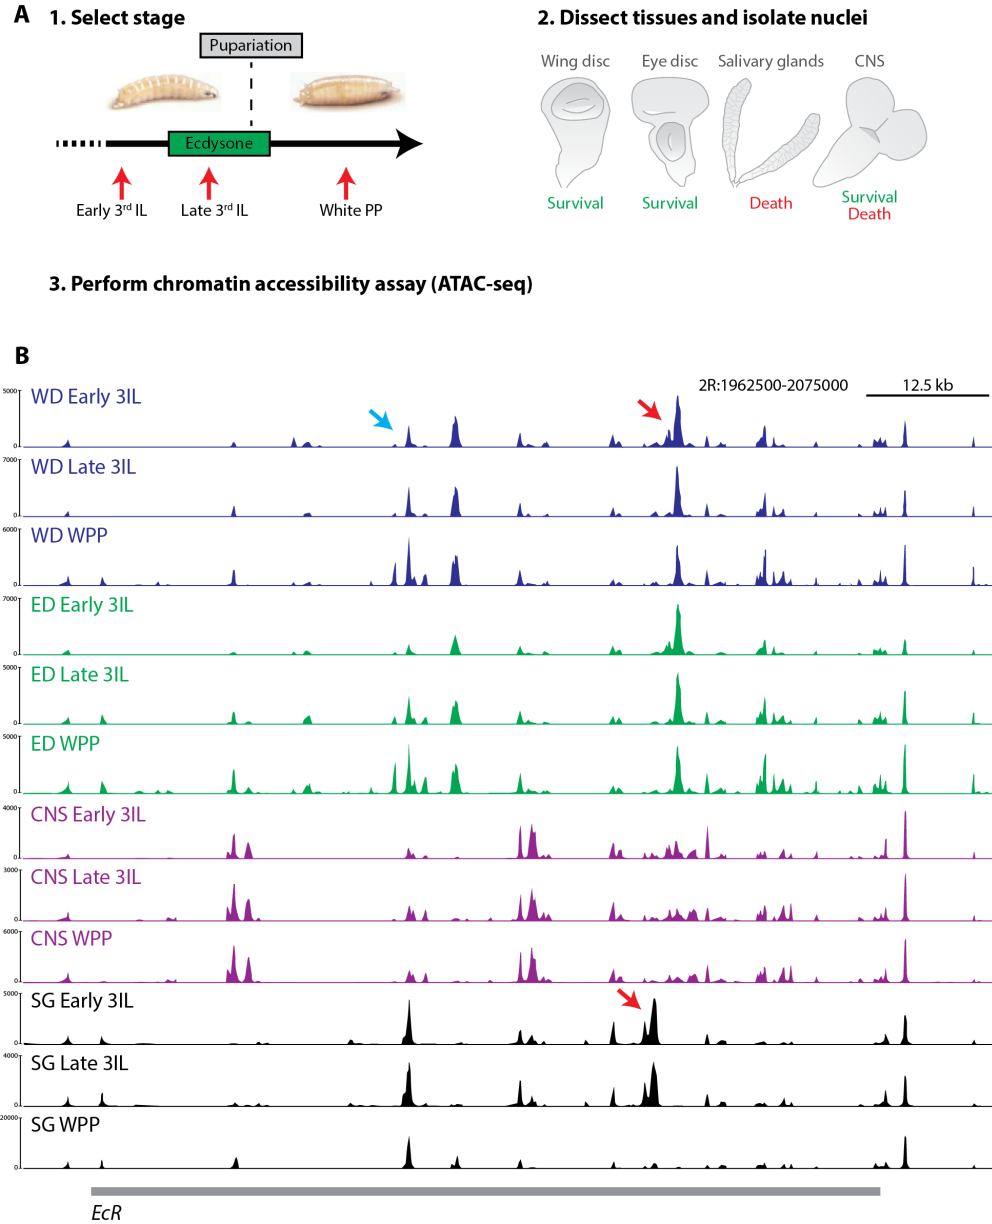 A
1. Select stage
Pupariation
Ecdysone
Early 3rd IL
Late 3rd IL
White PP
2. Dissect tissues and isolate nuclei
Wing disc
Eye disc
Salivary glands
CNS
Survival
Survival
Death
Survival
Death
3. Perform chromatin accessibility assay (ATAC-seq)
B
2R:1962500-2075000
12.5 kb
5000
WD Early 3IL
0
7000
WD Late 3IL
0
6000
WD WPP
0
7000
ED Early 3IL
0
5000
ED Late 3IL
0
5000
ED WPP
0
4000
CNS Early 3IL
0
3000
CNS Late 3IL
0
6000
CNS WPP
0
5000
SG Early 3IL
0
4000
SG Late 3IL
0
20000
SG WPP
0
EcR